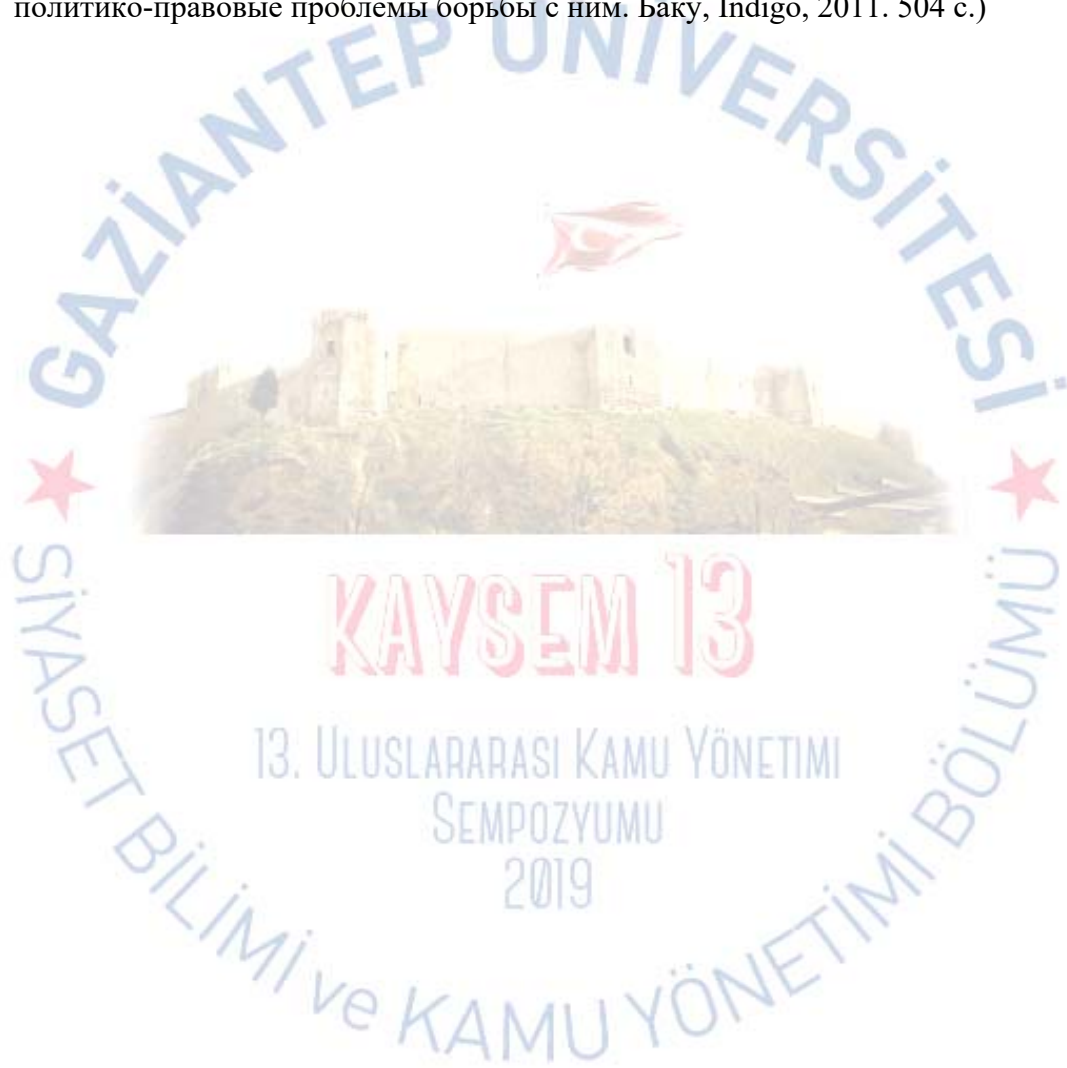 политико-правовые проблемы борьбы с ним. Баку, Indigo, 2011. 504 с.)
GAZİANTEP ÜNİVERSİTESİ
KAYSEM 13
13. ULUSLARARASI KAMU YÖNETIMI
SEMPOZYUMU
2019
SİYASET BİLİMİ ve KAMU YÖNETİMİ BÖLÜMÜ